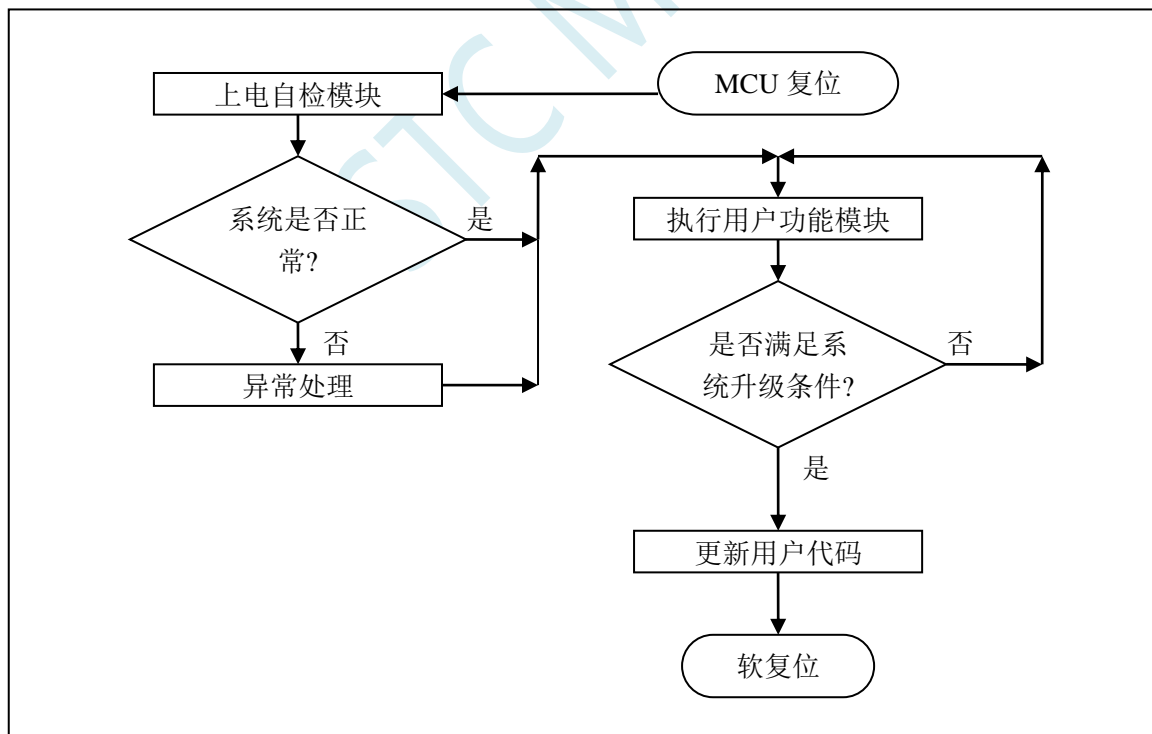 MCU 复位
上电自检模块
系统是否正
常?
是
否
异常处理
执行用户功能模块
是否满足系
统升级条件?
否
是
更新用户代码
软复位
STC M